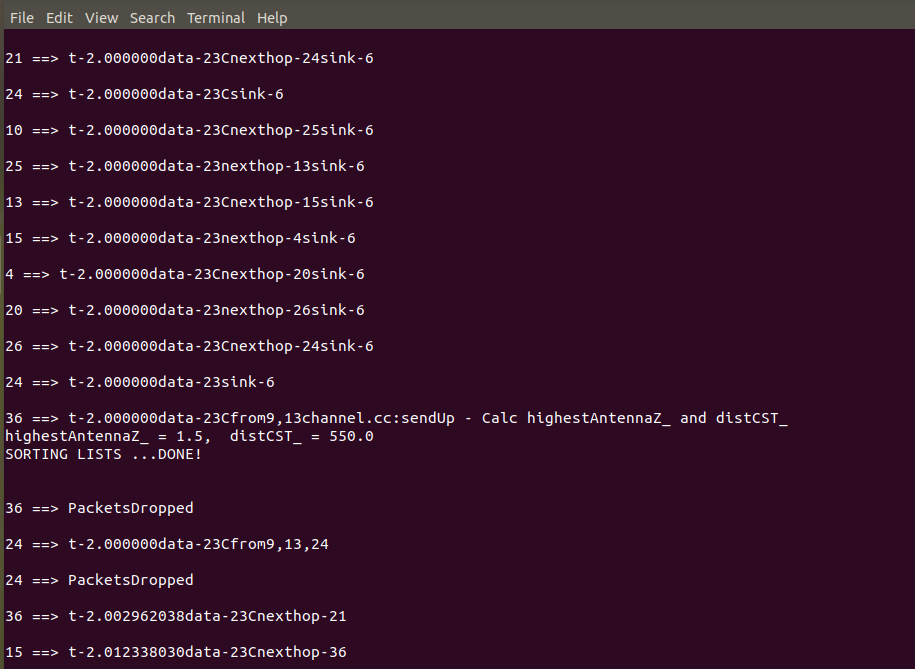 File Edit View Search Terminal Help
21 ==> t-2.000000data-23Cnexthop-24sink-6
24 ==> t-2.000000data-23Csink-6
10 ==> t-2.000000data-23Cnexthop-25sink-6
25 ==> t-2.000000data-23nexthop-13sink-6
13 ==> t-2.000000data-23Cnexthop-15sink-6
15 ==> t-2.000000data-23nexthop-4sink-6
4 ==> t-2.000000data-23Cnexthop-20sink-6
20 ==> t-2.000000data-23nexthop-26sink-6
26 ==> t-2.000000data-23Cnexthop-24sink-6
24 ==> t-2.000000data-23sink-6
36 ==> t-2.000000data-23Cfrom9,13channel.cc:sendUp - Calc highestAntennaZ_ and distCST_
highestAntennaZ_ = 1.5,  distCST_ = 550.0
SORTING LISTS ...DONE!
36 ==> PacketsDropped
24 ==> t-2.000000data-23Cfrom9,13,24
24 ==> PacketsDropped
36 ==> t-2.002962038data-23Cnexthop-21
15 ==> t-2.012338030data-23Cnexthop-36